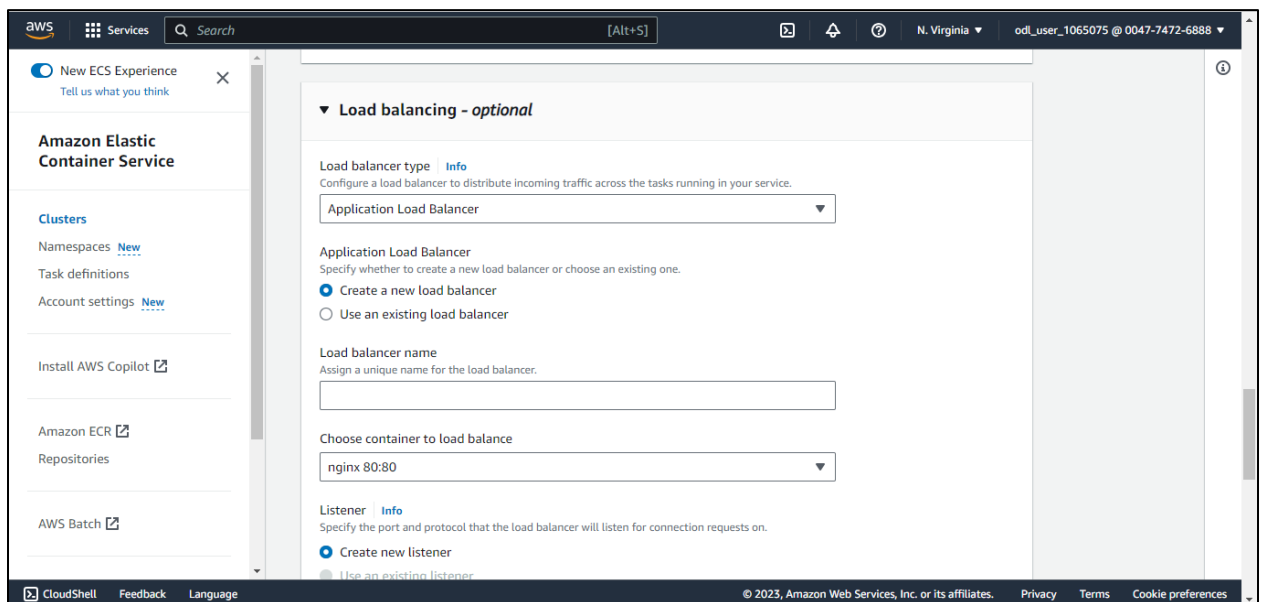 aws
Services
Search
[Alt+S]
N. Virginia
odl_user_1065075 @ 0047-7472-6888
New ECS Experience
Tell us what you think
Amazon Elastic
Container Service
Clusters
Namespaces New
Task definitions
Account settings New
Install AWS Copilot
Amazon ECR
Repositories
AWS Batch
Load balancing - optional
Load balancer type Info
Configure a load balancer to distribute incoming traffic across the tasks running in your service.
Application Load Balancer
Application Load Balancer
Specify whether to create a new load balancer or choose an existing one.
Create a new load balancer
Use an existing load balancer
Load balancer name
Assign a unique name for the load balancer.
Choose container to load balance
nginx 80:80
Listener Info
Specify the port and protocol that the load balancer will listen for connection requests on.
Create new listener
Use an existing listener
CloudShell Feedback Language
© 2023, Amazon Web Services, Inc. or its affiliates. Privacy Terms Cookie preferences